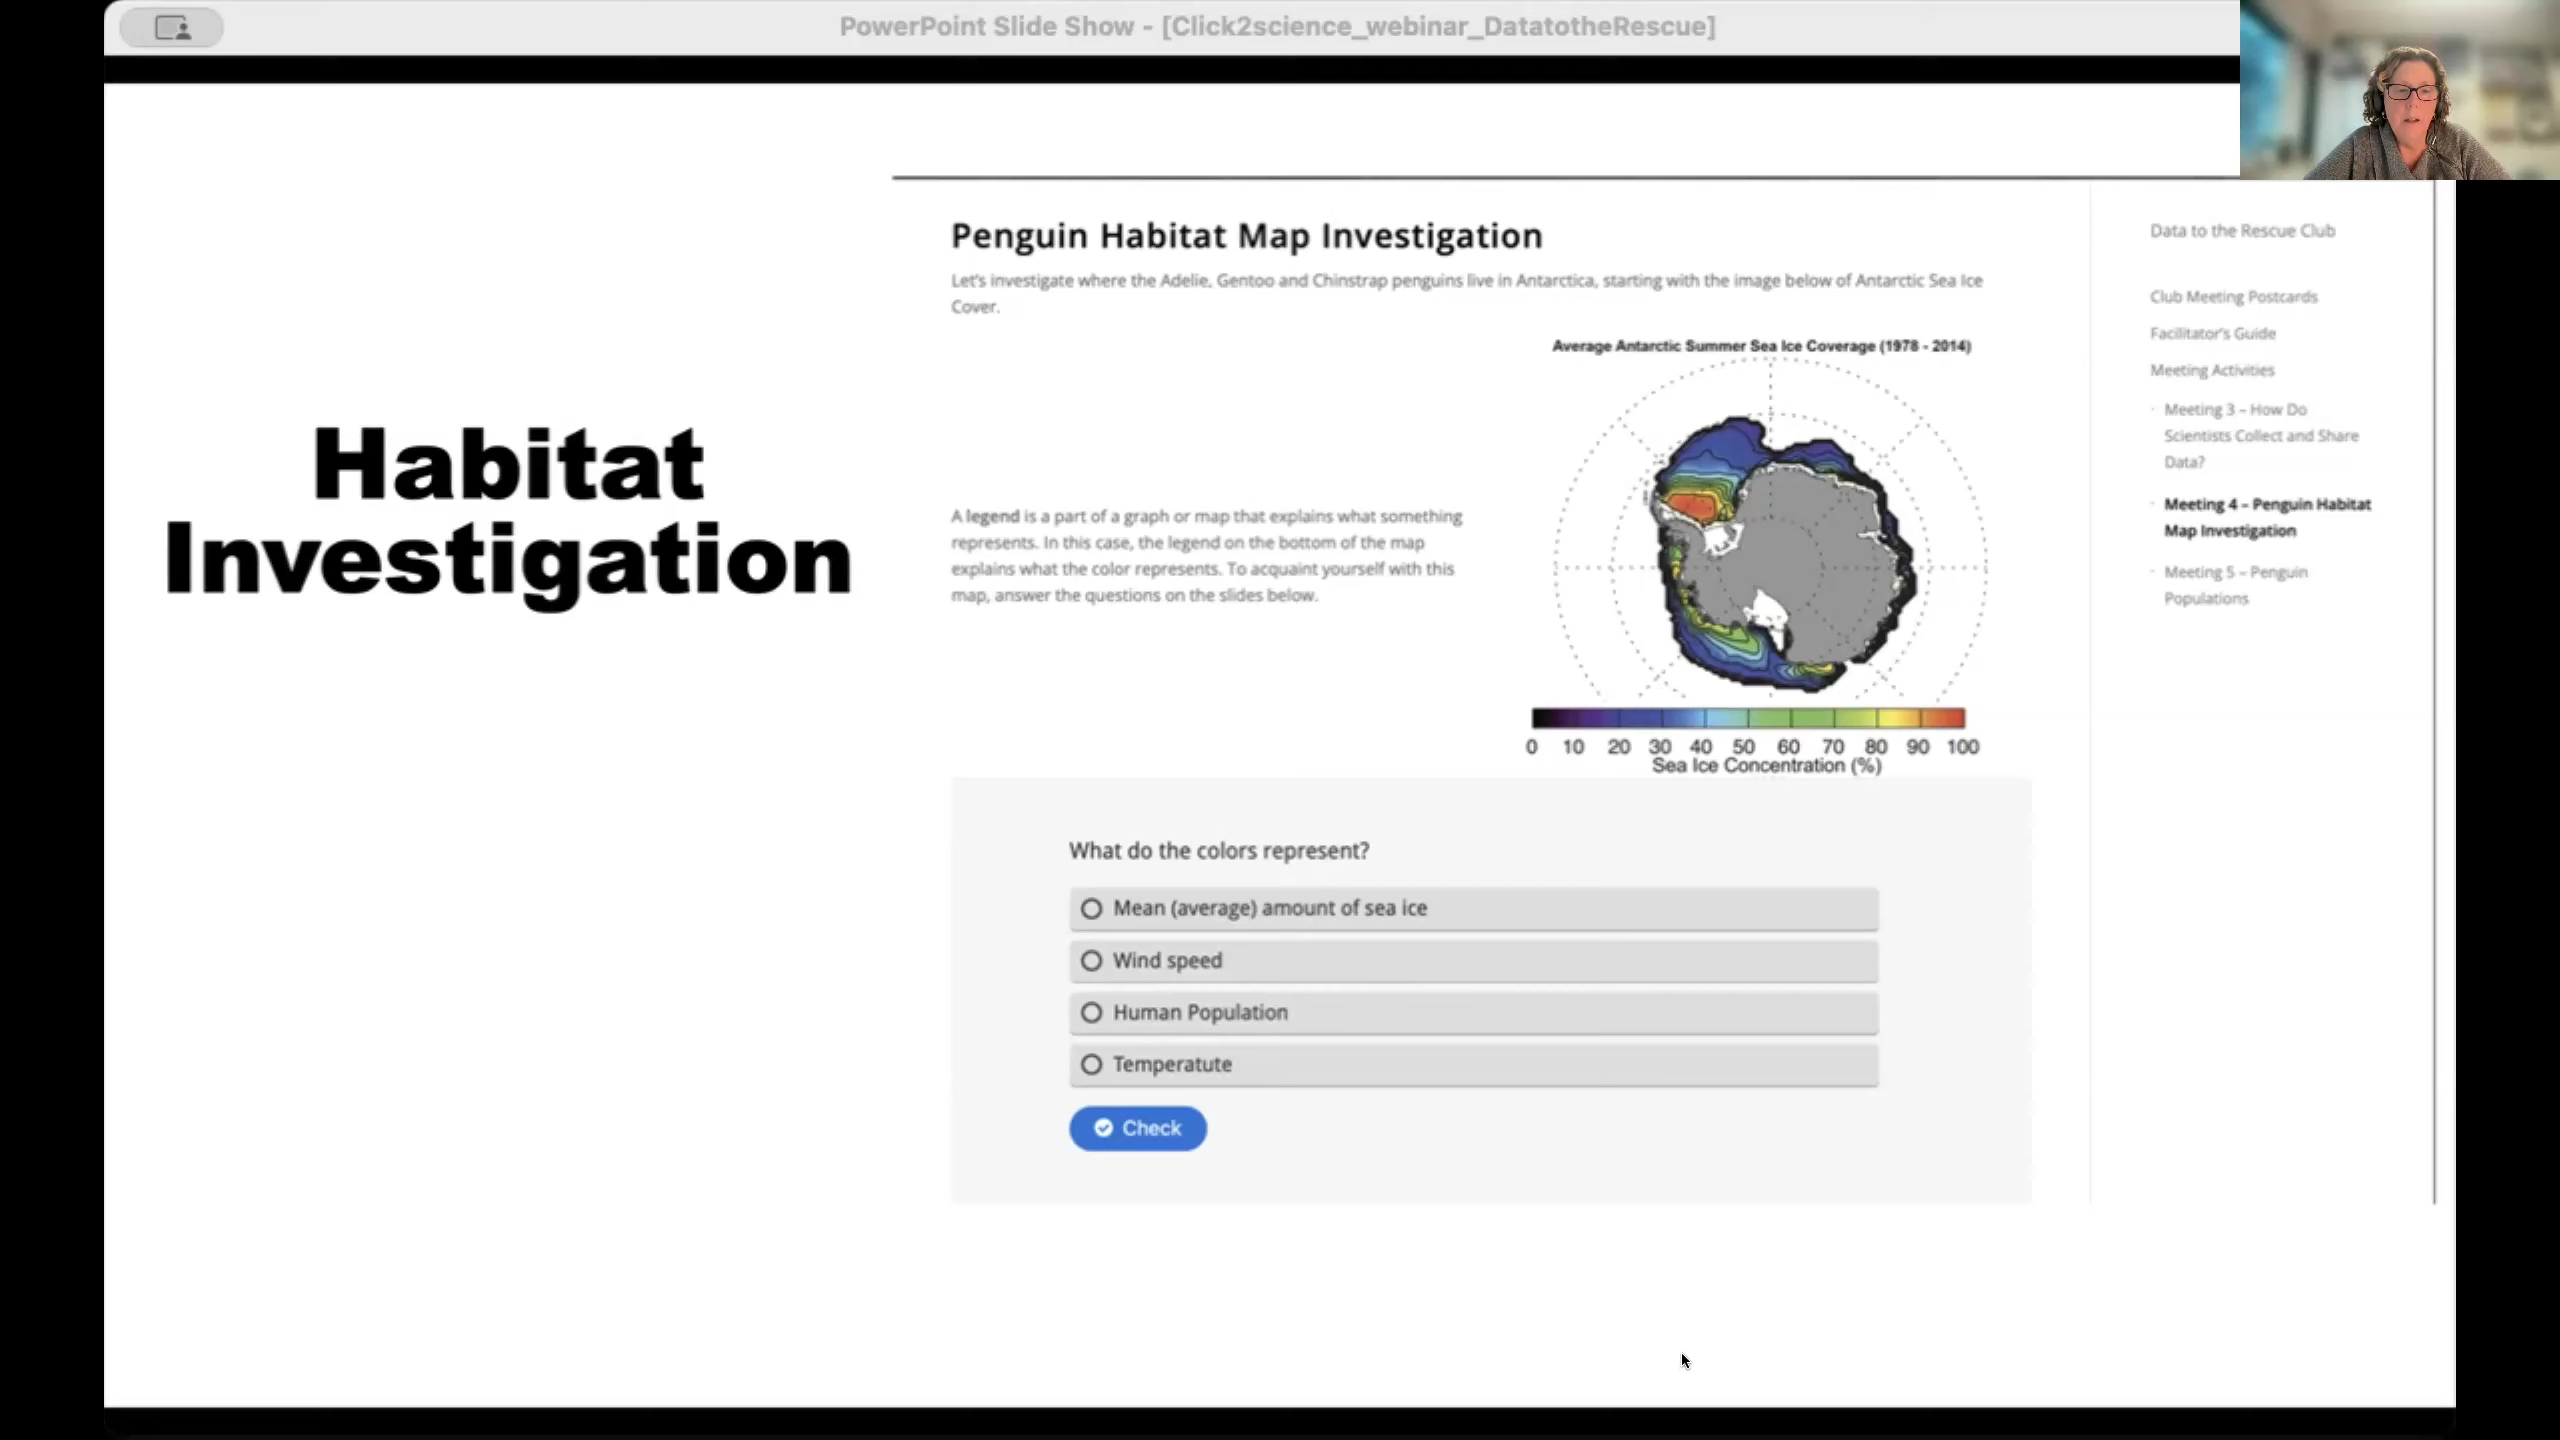 PowerPoint Slide Show - [Click2science_webinar_DatatotheRescue]
Habitat
Investigation
Penguin Habitat Map Investigation
Let's investigate where the Adelie, Gentoo and Chinstrap penguins live in Antarctica, starting with the image below of Antarctic Sea Ice
Cover.
A legend is a part of a graph or map that explains what something
represents. In this case, the legend on the bottom of the map
explains what the color represents. To acquaint yourself with this
map, answer the questions on the slides below.
Average Antarctic Summer Sea Ice Coverage (1978 - 2014)
0 10 20 30 40 50 60 70 80 90 100
Sea Ice Concentration (%)
What do the colors represent?
Mean (average) amount of sea ice
Wind speed
Human Population
Temperatute
Check
Data to the Rescue Club
Club Meeting Postcards
Facilitator's Guide
Meeting Activities
Meeting 3 – How Do
Scientists Collect and Share
Data?
Meeting 4 – Penguin Habitat
Map Investigation
Meeting 5 – Penguin
Populations